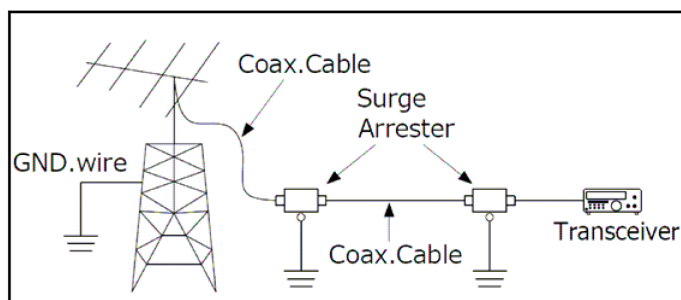 Coax.Cable
Surge
Arrester
GND.wire
Coax.Cable
Transceiver